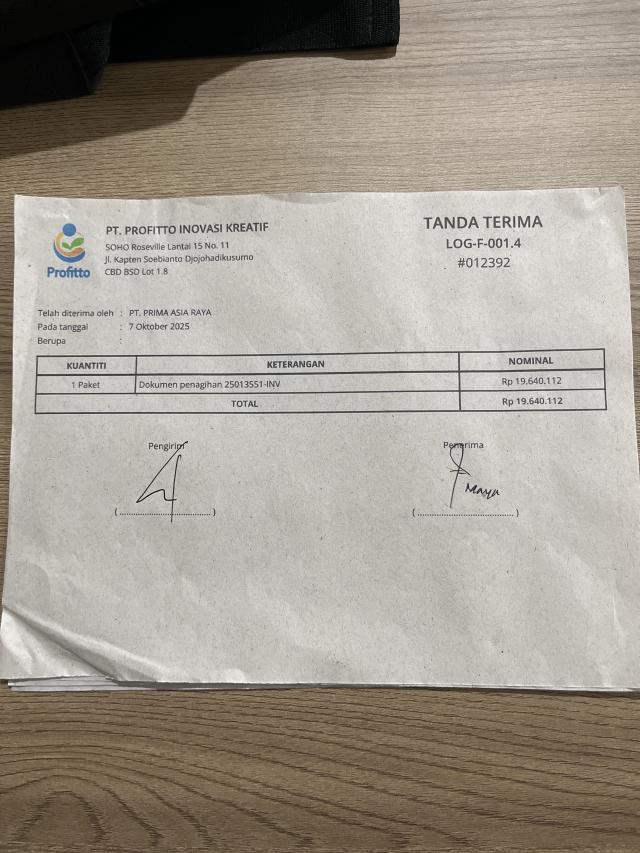 PT. PROFITTO INOVASI KREATIF
SOHO Roseville Lantai 15 No. 11
Jl. Kapten Soebianto Djojohadikusumo
CBD BSD Lot 1.8
Profitto
TANDA TERIMA
LOG-F-001.4
#012392
Telah diterima oleh : PT. PRIMA ASIA RAYA
Pada tanggal : 7 Oktober 2025
Berupa :
KUANTITI KETERANGAN NOMINAL
1 Paket Dokumen penagihan 25013551-INV Rp 19.640.112
TOTAL Rp 19.640.112
Pengirim Penerima
Maya
(........................) (........................)